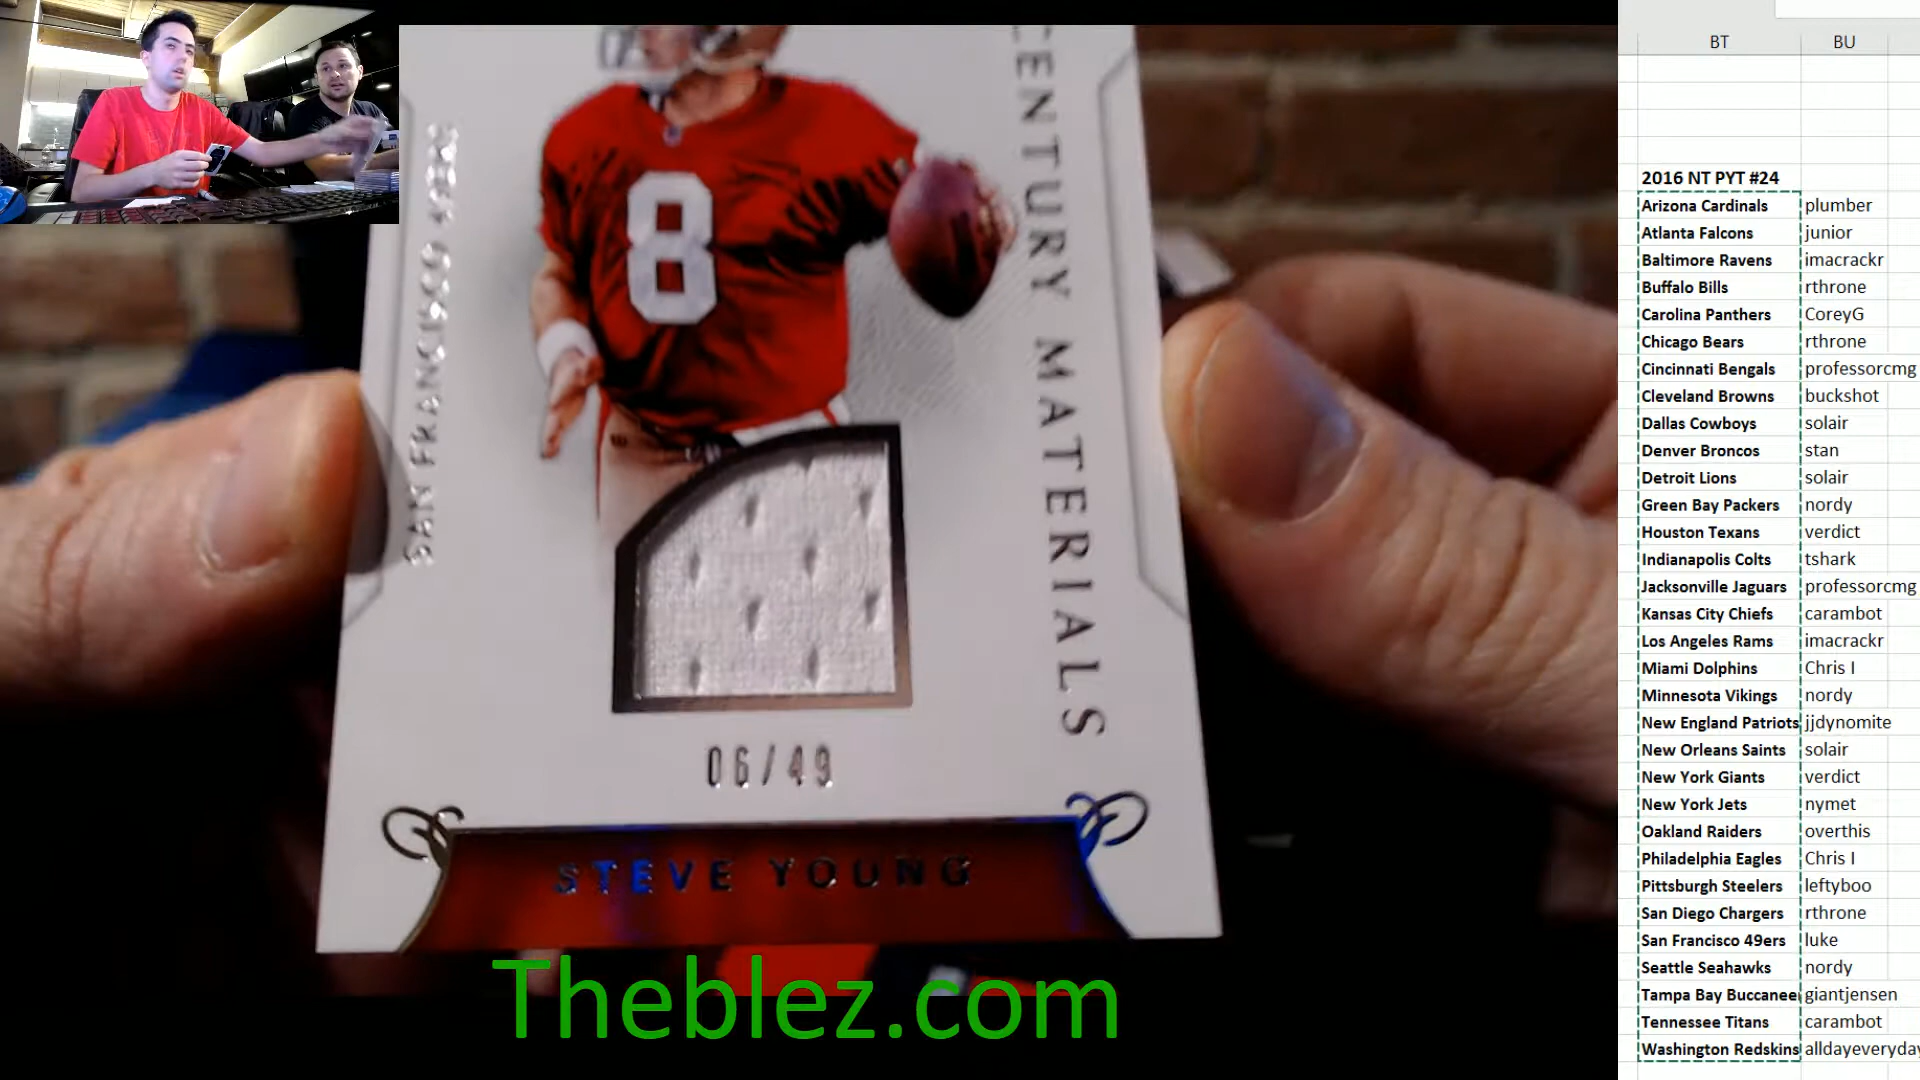 SAN FRANCISCO 49ERS
8
CENTURY MATERIALS
06/49
STEVE YOUNG
Theblez.com
BT BU
2016 NT PYT #24
Arizona Cardinals plumber
Atlanta Falcons junior
Baltimore Ravens imacrackr
Buffalo Bills rthrone
Carolina Panthers CoreyG
Chicago Bears rthrone
Cincinnati Bengals professorcmg
Cleveland Browns buckshot
Dallas Cowboys solair
Denver Broncos stan
Detroit Lions solair
Green Bay Packers nordy
Houston Texans verdict
Indianapolis Colts tshark
Jacksonville Jaguars professorcmg
Kansas City Chiefs carambot
Los Angeles Rams imacrackr
Miami Dolphins Chris I
Minnesota Vikings nordy
New England Patriots jjdynomite
New Orleans Saints solair
New York Giants verdict
New York Jets nymet
Oakland Raiders overthis
Philadelphia Eagles Chris I
Pittsburgh Steelers leftyboo
San Diego Chargers rthrone
San Francisco 49ers luke
Seattle Seahawks nordy
Tampa Bay Buccanee giantjensen
Tennessee Titans carambot
Washington Redskins alldayeveryday